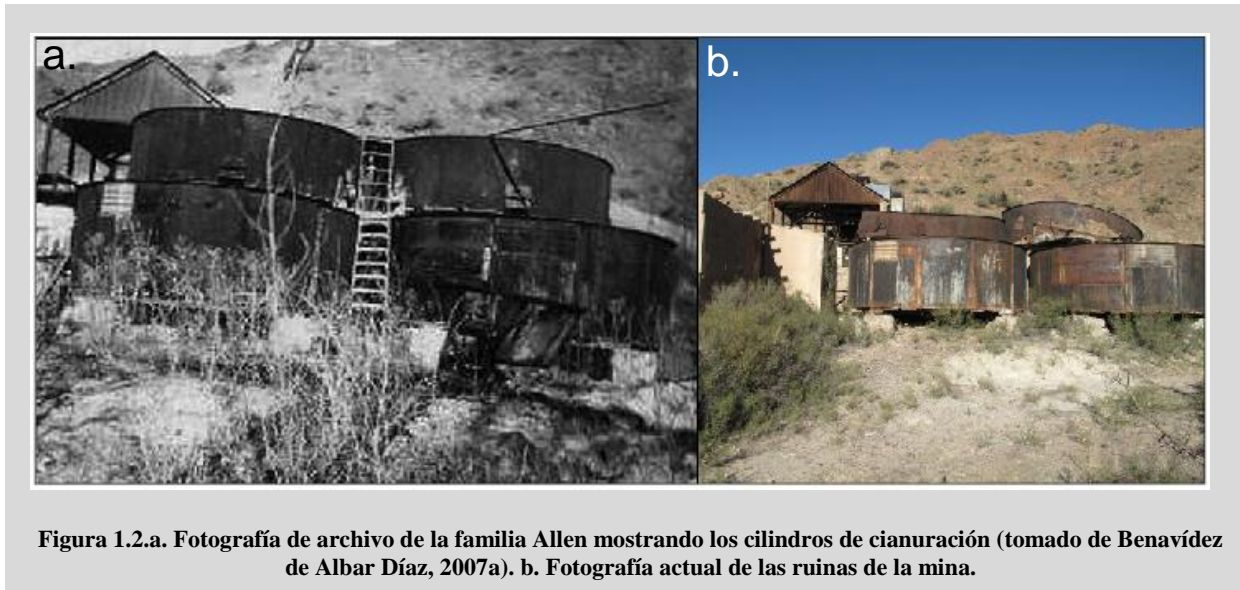 a.
b.
Figura 1.2.a. Fotografía de archivo de la familia Allen mostrando los cilindros de cianuración (tomado de Benavídez
de Albar Díaz, 2007a). b. Fotografía actual de las ruinas de la mina.